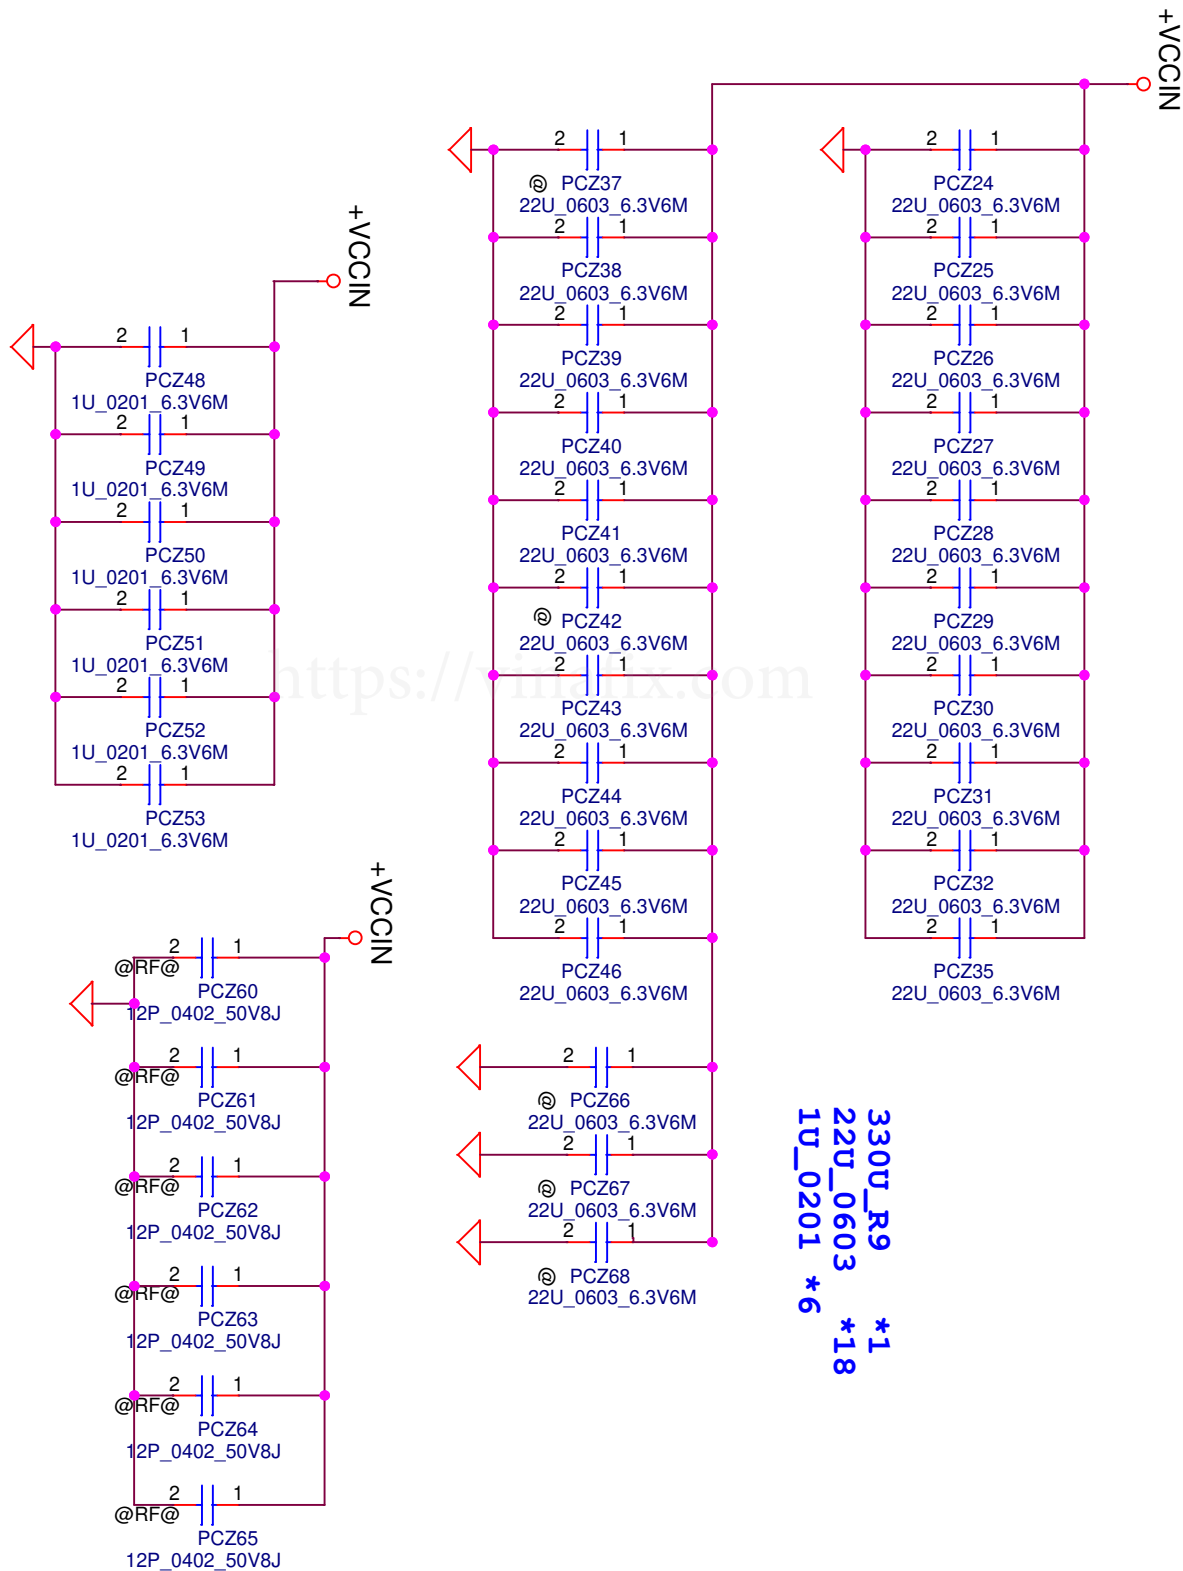 +VCCIN
2 1
PCZ24
22U_0603_6.3V6M
2 1
PCZ25
22U_0603_6.3V6M
2 1
PCZ26
22U_0603_6.3V6M
2 1
PCZ27
22U_0603_6.3V6M
2 1
PCZ28
22U_0603_6.3V6M
2 1
PCZ29
22U_0603_6.3V6M
2 1
PCZ30
22U_0603_6.3V6M
2 1
PCZ31
22U_0603_6.3V6M
2 1
PCZ32
22U_0603_6.3V6M
2 1
PCZ35
22U_0603_6.3V6M
2 1
@ PCZ37
22U_0603_6.3V6M
2 1
PCZ38
22U_0603_6.3V6M
2 1
PCZ39
22U_0603_6.3V6M
2 1
PCZ40
22U_0603_6.3V6M
2 1
PCZ41
22U_0603_6.3V6M
2 1
@ PCZ42
22U_0603_6.3V6M
2 1
PCZ43
22U_0603_6.3V6M
2 1
PCZ44
22U_0603_6.3V6M
2 1
PCZ45
22U_0603_6.3V6M
2 1
PCZ46
22U_0603_6.3V6M
2 1
@ PCZ66
22U_0603_6.3V6M
2 1
@ PCZ67
22U_0603_6.3V6M
2 1
@ PCZ68
22U_0603_6.3V6M
+VCCIN
2 1
PCZ48
1U_0201_6.3V6M
2 1
PCZ49
1U_0201_6.3V6M
2 1
PCZ50
1U_0201_6.3V6M
2 1
PCZ51
1U_0201_6.3V6M
2 1
PCZ52
1U_0201_6.3V6M
2 1
PCZ53
1U_0201_6.3V6M
+VCCIN
2 1
@RF@
PCZ60
12P_0402_50V8J
2 1
@RF@
PCZ61
12P_0402_50V8J
2 1
@RF@
PCZ62
12P_0402_50V8J
2 1
@RF@
PCZ63
12P_0402_50V8J
2 1
@RF@
PCZ64
12P_0402_50V8J
2 1
@RF@
PCZ65
12P_0402_50V8J
330U_R9 *1
22U_0603 *18
1U_0201 *6
https://vinafix.com